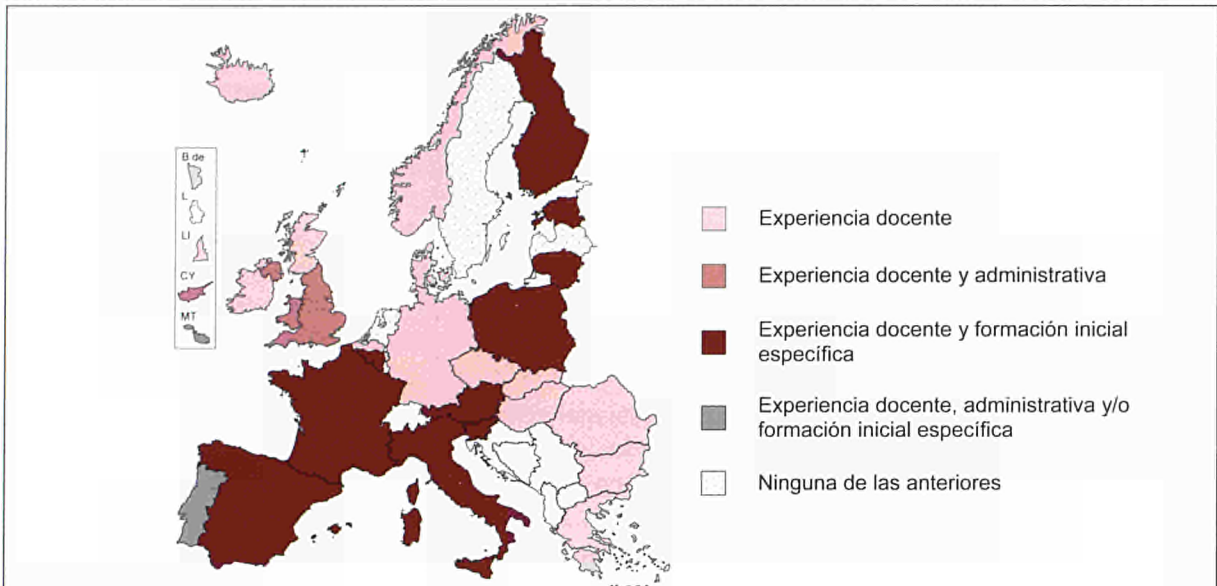 B de
L
LI
CY
MT
Experiencia docente
Experiencia docente y administrativa
Experiencia docente y formación inicial
específica
Experiencia docente, administrativa y/o
formación inicial específica
Ninguna de las anteriores